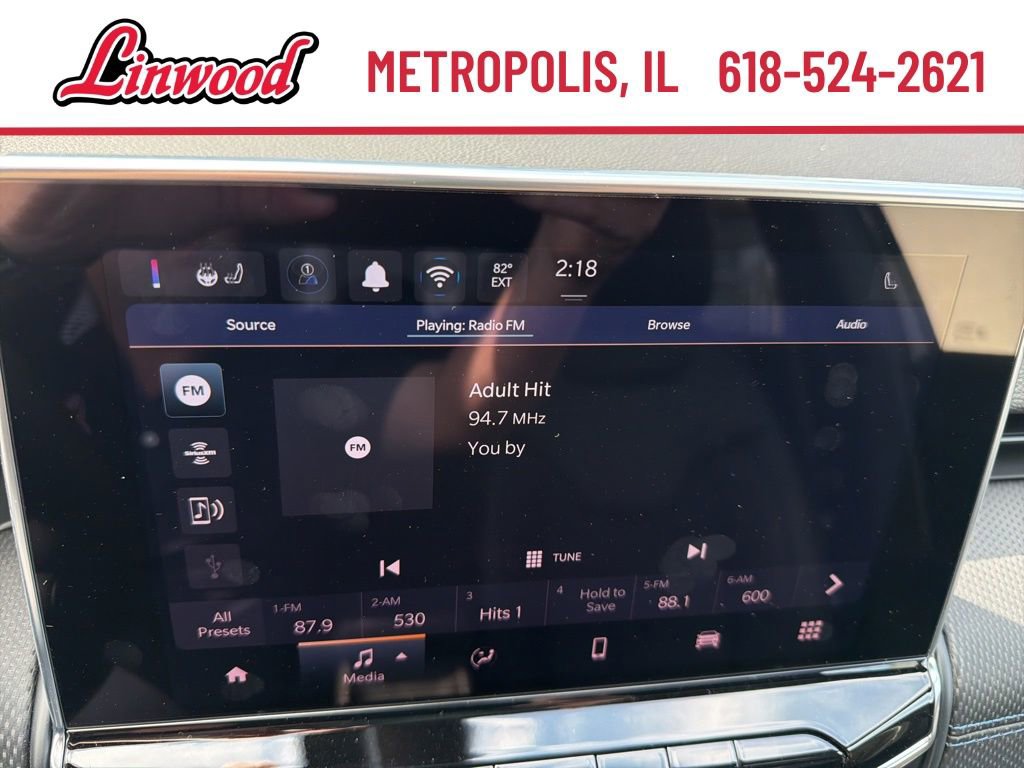 Linwood
METROPOLIS, IL 618-524-2621
1
82°
EXT
2:18
Source Playing: Radio FM Browse Audio
FM
SiriusXM
FM
Adult Hit
94.7 MHz
You by
TUNE
All
Presets
1-FM
87.9
2-AM
530
3
Hits 1
4
Hold to
Save
5-FM
88.1
6-AM
600
Media